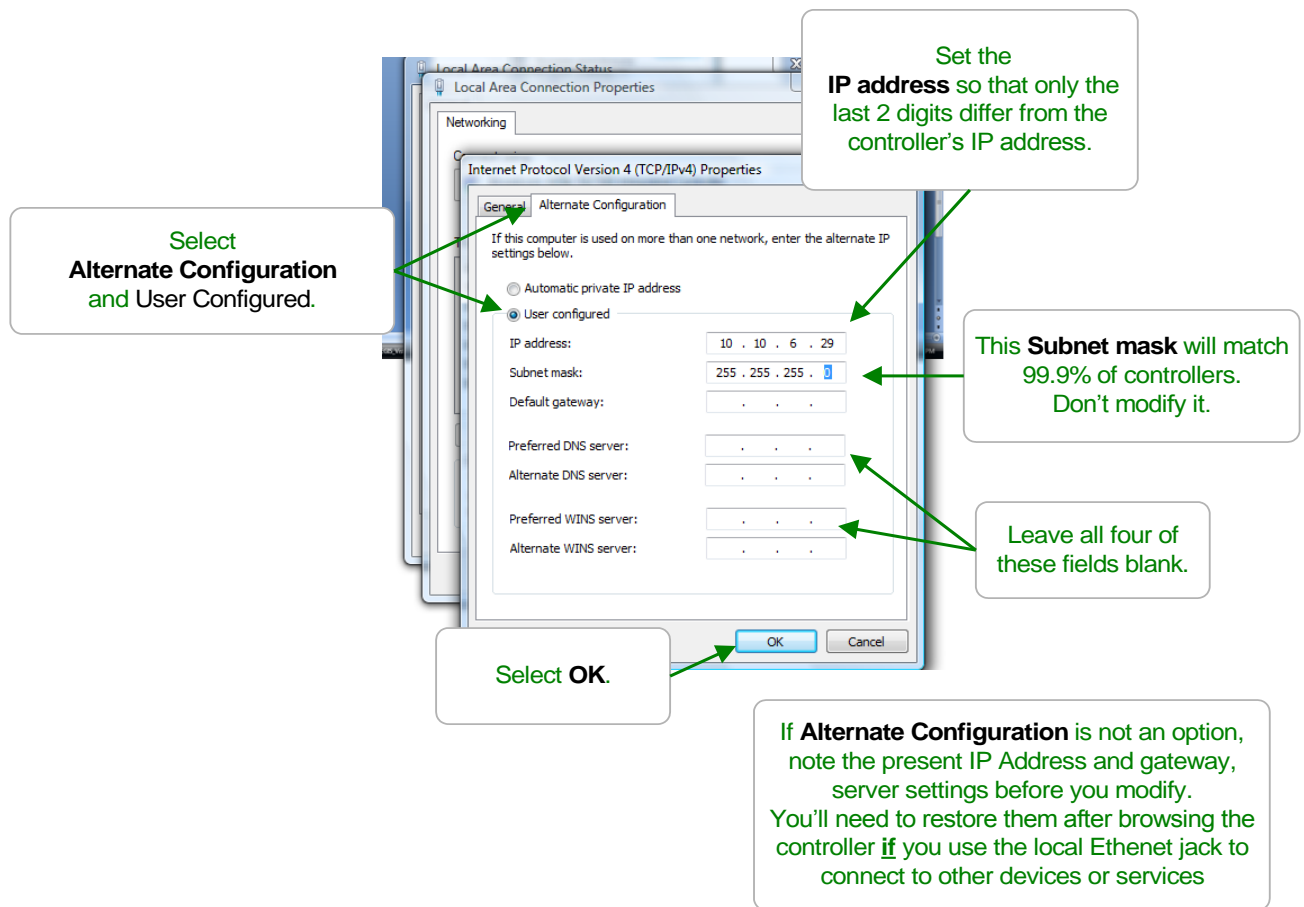 Set the
IP address so that only the
last 2 digits differ from the
controller's IP address.
Local Area Connection Status
Local Area Connection Properties
Networking
Internet Protocol Version 4 (TCP/IPv4) Properties
General
Alternate Configuration
If this computer is used on more than one network, enter the alternate IP
settings below.
Select
Alternate Configuration
and User Configured.
Automatic private IP address
User configured
IP address: 10 . 10 . 6 . 29
Subnet mask: 255 . 255 . 255 . 0
Default gateway: . . .
This Subnet mask will match
99.9% of controllers.
Don't modify it.
Preferred DNS server: . . .
Alternate DNS server: . . .
Preferred WINS server: . . .
Alternate WINS server: . . .
Leave all four of
these fields blank.
OK
Cancel
Select OK.
If Alternate Configuration is not an option,
note the present IP Address and gateway,
server settings before you modify.
You'll need to restore them after browsing the
controller if you use the local Ethenet jack to
connect to other devices or services